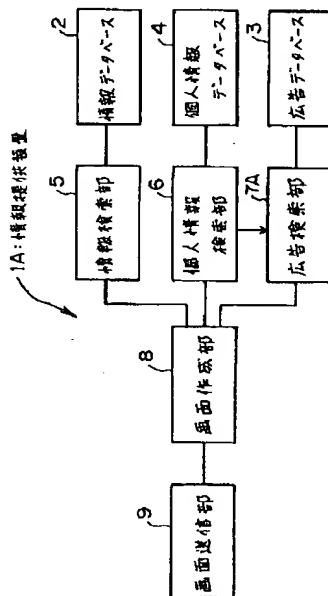 1A:情報提供装置
2
情報データベース
5
情報検索部
4
個人情報
データベース
6
個人情報
検索部
3
広告データベース
7A
広告検索部
8
画面作成部
9
画面送信部